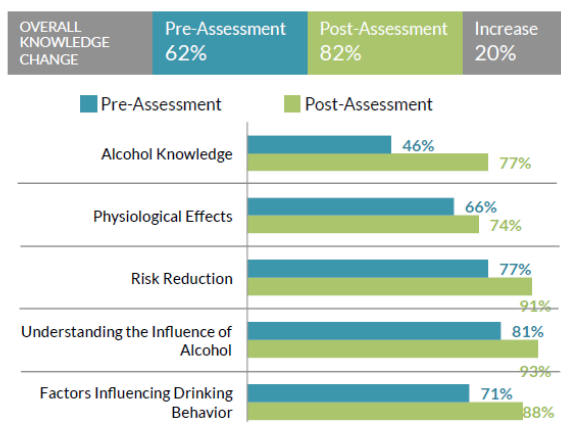 OVERALL
KNOWLEDGE
CHANGE
Pre-Assessment
62%
Post-Assessment
82%
Increase
20%
Pre-Assessment
Post-Assessment
Alcohol Knowledge
46%
77%
Physiological Effects
66%
74%
Risk Reduction
77%
91%
Understanding the Influence of
Alcohol
81%
93%
Factors Influencing Drinking
Behavior
71%
88%